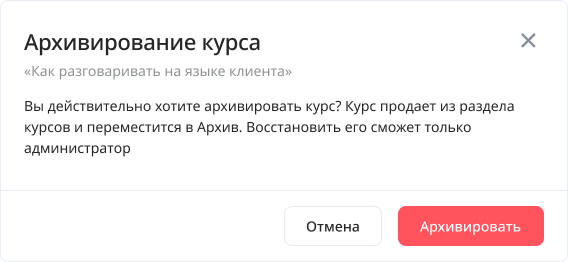 Архивирование курса
«Как разговаривать на языке клиента»
Вы действительно хотите архивировать курс? Курс продает из раздела
курсов и переместится в Архив. Восстановить его сможет только
администратор
Отмена
Архивировать